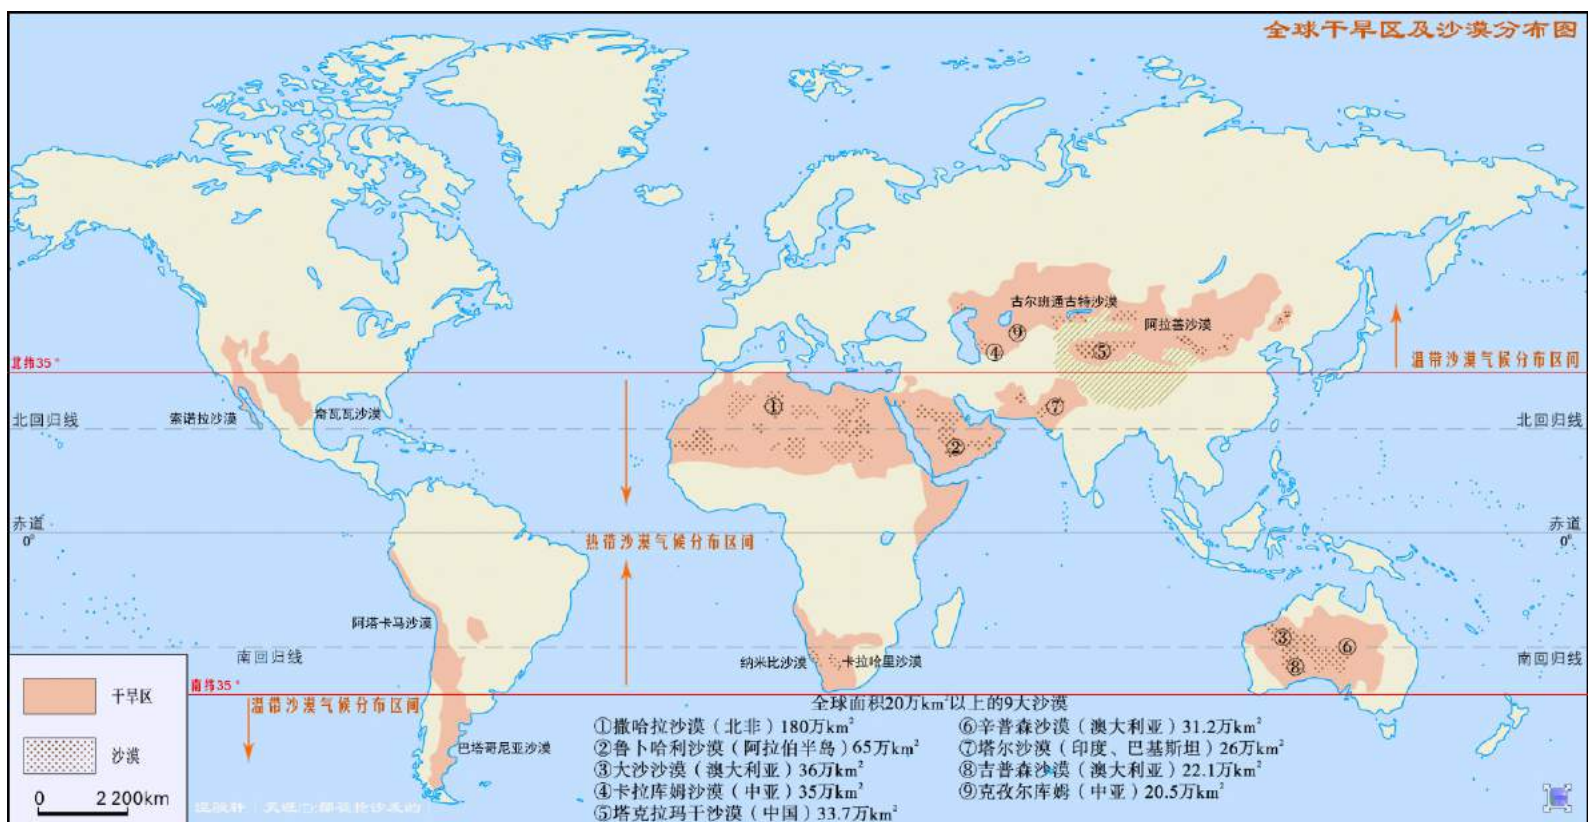 全球干旱区及沙漠分布图
古尔班通古特沙漠
阿拉善沙漠
⑨
④
⑤
温带沙漠气候分布区间
北纬35°
北回归线
索诺拉沙漠
奇瓦瓦沙漠
①
②
⑦
北回归线
赤道
0°
热带沙漠气候分布区间
赤道
0°
阿塔卡马沙漠
南回归线
纳米比沙漠
卡拉哈里沙漠
③
⑥
⑧
南回归线
南纬35°
温带沙漠气候分布区间
巴塔哥尼亚沙漠
干旱区
沙漠
0 2 200km
全球面积20万km²以上的9大沙漠
①撒哈拉沙漠（北非）180万km²
②鲁卜哈利沙漠（阿拉伯半岛）65万km²
③大沙沙漠（澳大利亚）36万km²
④卡拉库姆沙漠（中亚）35万km²
⑤塔克拉玛干沙漠（中国）33.7万km²
⑥辛普森沙漠（澳大利亚）31.2万km²
⑦塔尔沙漠（印度、巴基斯坦）26万km²
⑧吉普森沙漠（澳大利亚）22.1万km²
⑨克孜尔库姆（中亚）20.5万km²